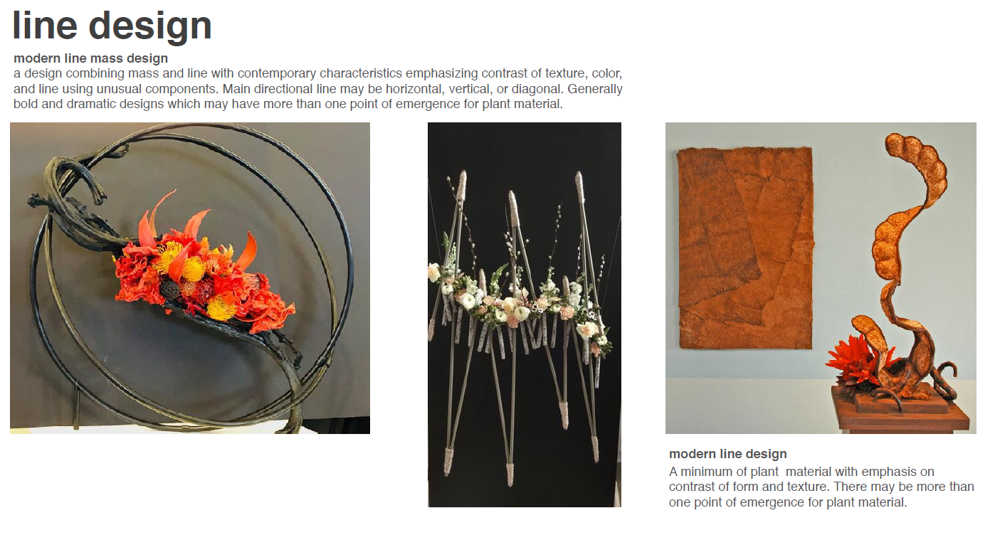 line design
modern line mass design
a design combining mass and line with contemporary characteristics emphasizing contrast of texture, color,
and line using unusual components. Main directional line may be horizontal, vertical, or diagonal. Generally
bold and dramatic designs which may have more than one point of emergence for plant material.
modern line design
A minimum of plant  material with emphasis on
contrast of form and texture. There may be more than
one point of emergence for plant material.